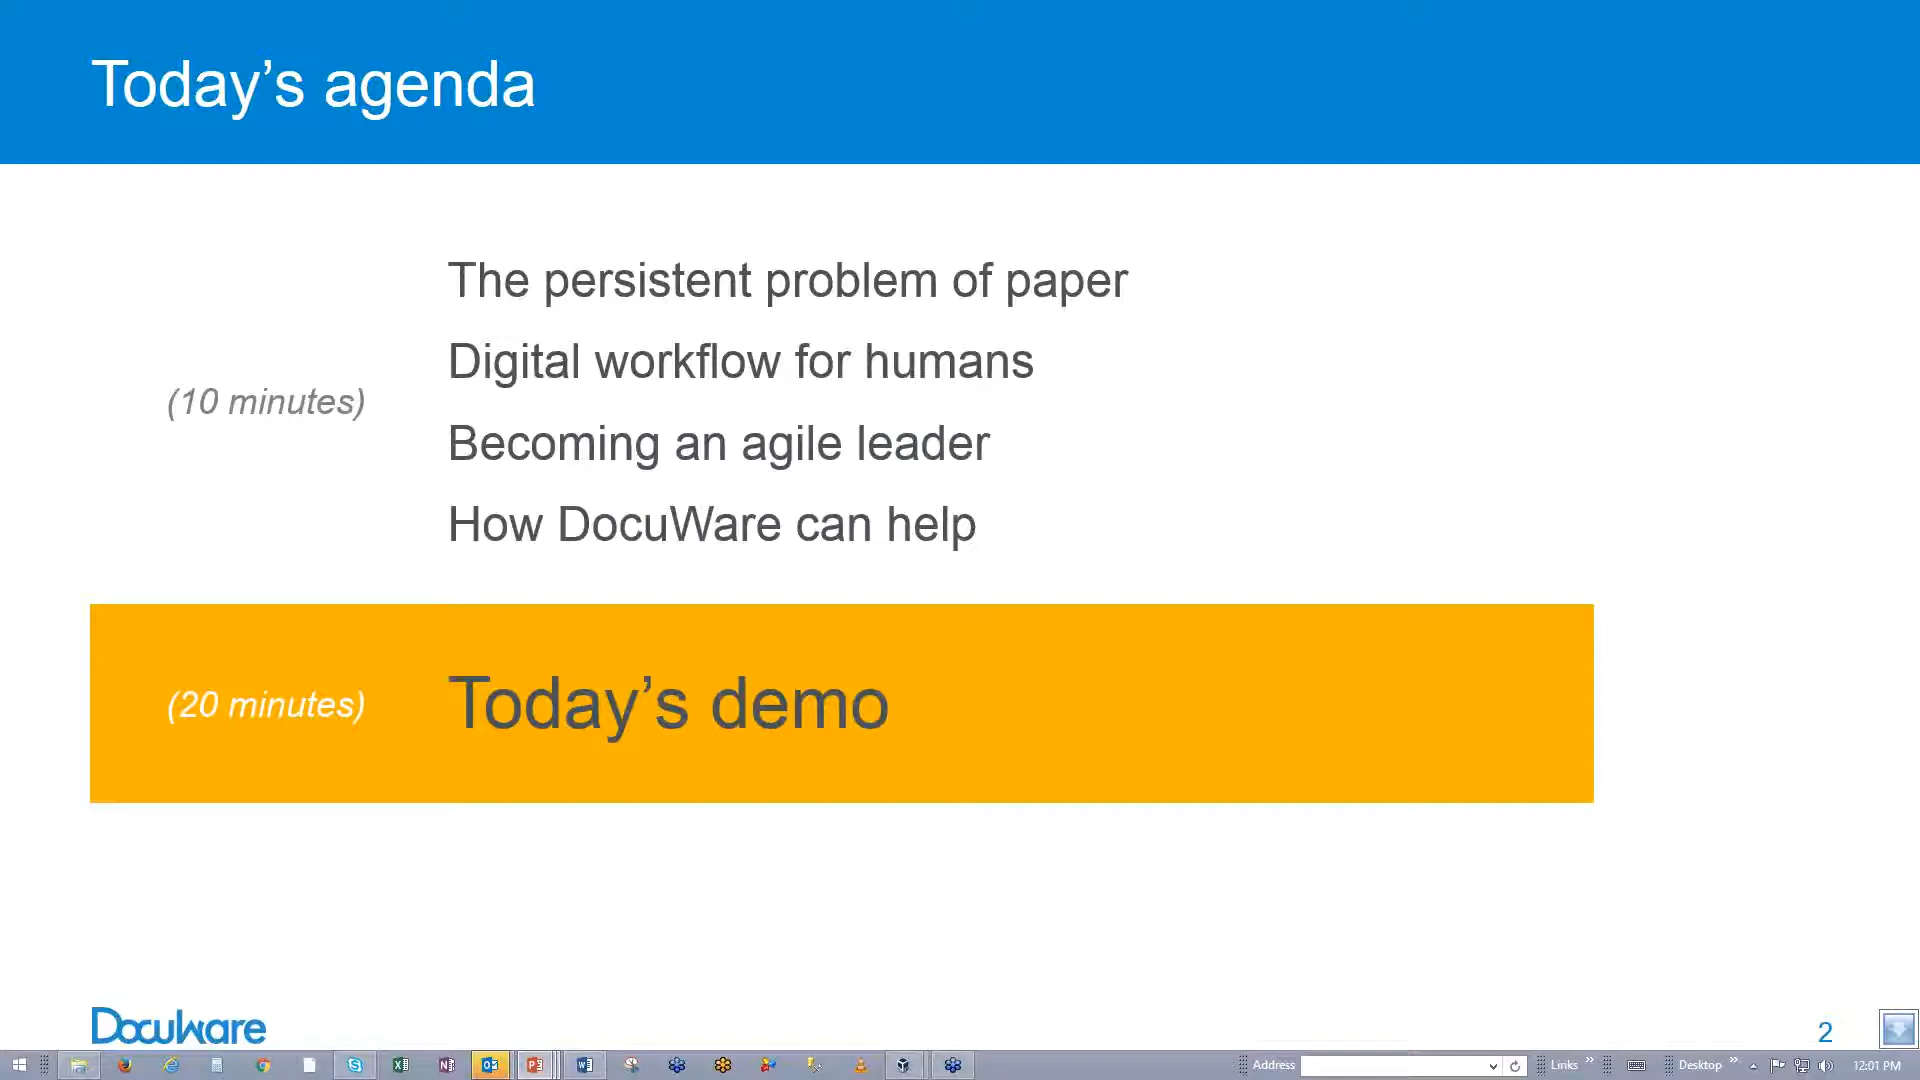 Today’s agenda
The persistent problem of paper
Digital workflow for humans
(10 minutes)
Becoming an agile leader
How DocuWare can help
(20 minutes) Today’s demo
DocuWare
2
Address Links » Desktop » 12:01 PM